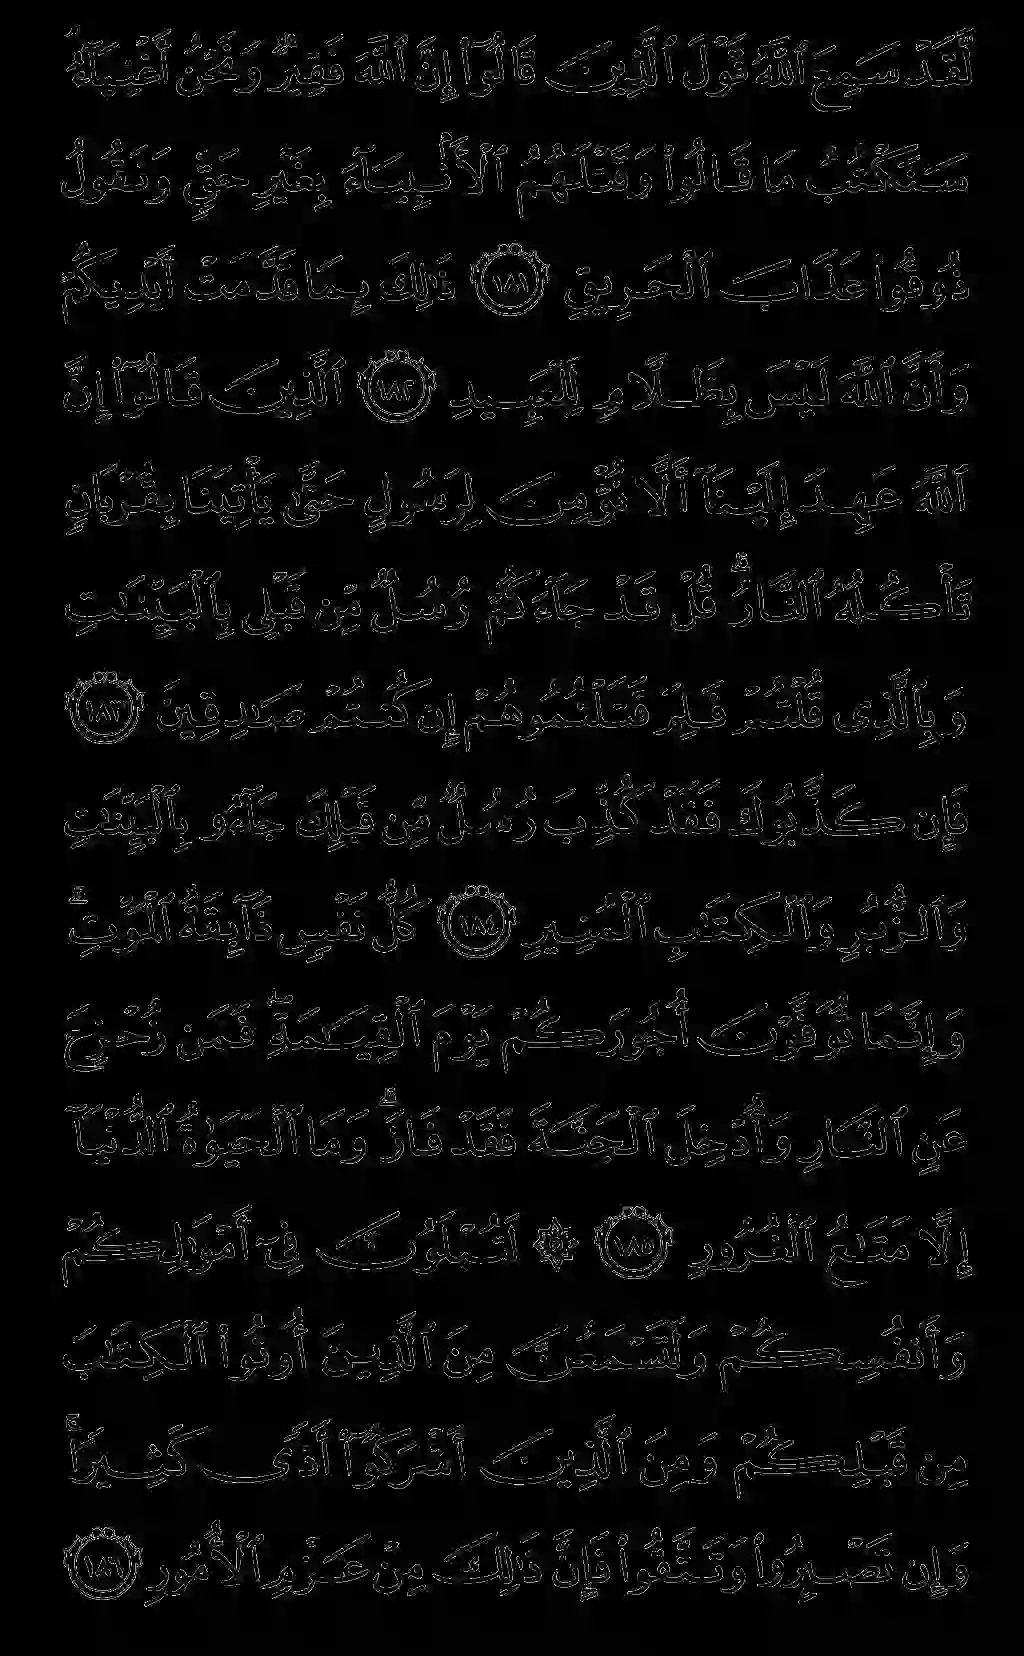 لَّقَدْ سَمِعَ ٱللَّهُ قَوْلَ ٱلَّذِينَ قَالُوٓا۟ إِنَّ ٱللَّهَ فَقِيرٌ وَنَحْنُ أَغْنِيَآءُ ۘ
سَنَكْتُبُ مَا قَالُوا۟ وَقَتْلَهُمُ ٱلْأَنۢبِيَآءَ بِغَيْرِ حَقٍّ وَنَقُولُ
ذُوقُوا۟ عَذَابَ ٱلْحَرِيقِ ١٨١ ذَٰلِكَ بِمَا قَدَّمَتْ أَيْدِيكُمْ
وَأَنَّ ٱللَّهَ لَيْسَ بِظَلَّامٍ لِّلْعَبِيدِ ١٨٢ ٱلَّذِينَ قَالُوٓا۟ إِنَّ
ٱللَّهَ عَهِدَ إِلَيْنَآ أَلَّا نُؤْمِنَ لِرَسُولٍ حَتَّىٰ يَأْتِيَنَا بِقُرْبَانٍ
تَأْكُلُهُ ٱلنَّارُ ۗ قُلْ قَدْ جَآءَكُمْ رُسُلٌ مِّن قَبْلِى بِٱلْبَيِّنَٰتِ
وَبِٱلَّذِى قُلْتُمْ فَلِمَ قَتَلْتُمُوهُمْ إِن كُنتُمْ صَٰدِقِينَ ١٨٣
فَإِن كَذَّبُوكَ فَقَدْ كُذِّبَ رُسُلٌ مِّن قَبْلِكَ جَآءُو بِٱلْبَيِّنَٰتِ
وَٱلزُّبُرِ وَٱلْكِتَٰبِ ٱلْمُنِيرِ ١٨٤ كُلُّ نَفْسٍ ذَآئِقَةُ ٱلْمَوْتِ ۗ
وَإِنَّمَا تُوَفَّوْنَ أُجُورَكُمْ يَوْمَ ٱلْقِيَٰمَةِ ۖ فَمَن زُحْزِحَ
عَنِ ٱلنَّارِ وَأُدْخِلَ ٱلْجَنَّةَ فَقَدْ فَازَ ۗ وَمَا ٱلْحَيَوٰةُ ٱلدُّنْيَآ
إِلَّا مَتَٰعُ ٱلْغُرُورِ ١٨٥ ۞ لَتُبْلَوُنَّ فِىٓ أَمْوَٰلِكُمْ
وَأَنفُسِكُمْ وَلَتَسْمَعُنَّ مِنَ ٱلَّذِينَ أُوتُوا۟ ٱلْكِتَٰبَ
مِن قَبْلِكُمْ وَمِنَ ٱلَّذِينَ أَشْرَكُوٓا۟ أَذًى كَثِيرًا ۚ
وَإِن تَصْبِرُوا۟ وَتَتَّقُوا۟ فَإِنَّ ذَٰلِكَ مِنْ عَزْمِ ٱلْأُمُورِ ١٨٦